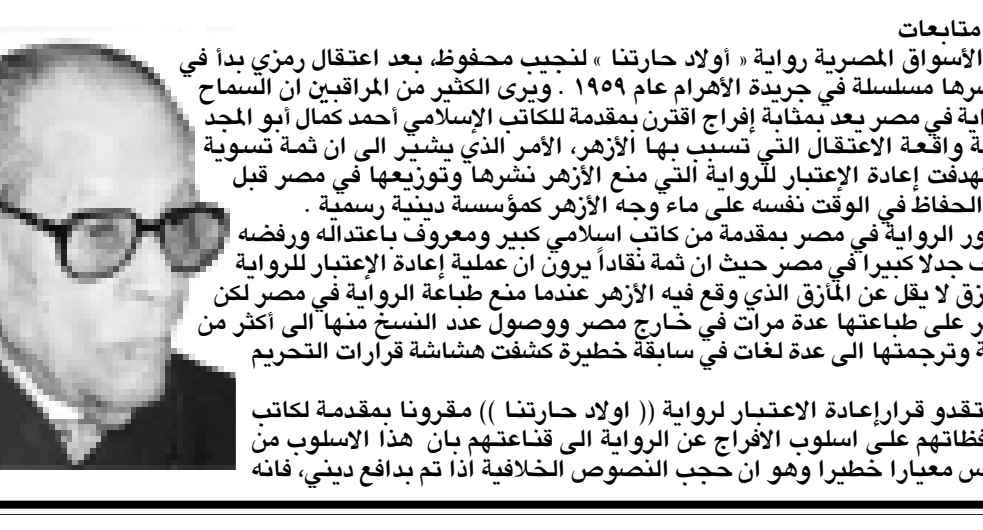 متابعات
الأسواق المصرية رواية « أولاد حارتنا » لنجيب محفوظ، بعد اعتقال رمزي بدأ في
سرها مسلسلة في جريدة الأهرام عام ١٩٥٩ . ويرى الكثير من المراقبين ان السماح
اية في مصر يعد بمثابة إفراج اقترن بمقدمة للكاتب الإسلامي أحمد كمال أبو المجد
ة واقعة الاعتقال التي تسبب بها الأزهر، الأمر الذي يشير الى ان ثمة تسوية
هدفت إعادة الإعتبار للرواية التي منع الأزهر نشرها وتوزيعها في مصر قبل
الحفاظ في الوقت نفسه على ماء وجه الأزهر كمؤسسة دينية رسمية .
ور الرواية في مصر بمقدمة من كاتب اسلامي كبير ومعروف باعتداله ورفضه
ف جدلا كبيرا في مصر حيث ان ثمة نقاداً يرون ان عملية إعادة الإعتبار للرواية
زق لا يقل عن المأزق الذي وقع فيه الأزهر عندما منع طباعة الرواية في مصر لكن
ر على طباعتها عدة مرات في خارج مصر ووصول عدد النسخ منها الى أكثر من
ة وترجمتها الى عدة لغات في سابقة خطيرة كشفت هشاشة قرارات التحريم
تقدو قرارإعادة الاعتبار لرواية (( اولاد حارتنا )) مقرونا بمقدمة لكاتب
فظاتهم على اسلوب الافراج عن الرواية الى قناعتهم بان هذا الاسلوب من
س معيارا خطيرا وهو ان حجب النصوص الخلافية اذا تم بدافع ديني، فانه